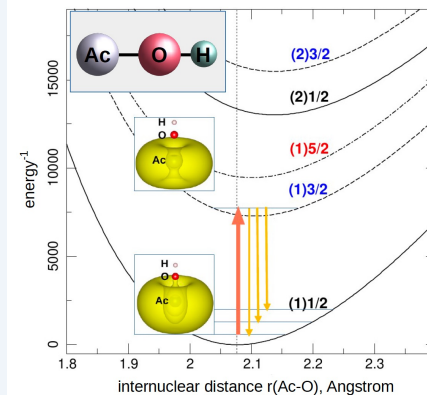 Ac O H
(2)3/2
(2)1/2
(1)5/2
(1)3/2
(1)1/2
H
O
Ac
H
O
Ac
15000
10000
5000
0
energy⁻¹
1.8 1.9 2 2.1 2.2 2.3
internuclear distance r(Ac-O), Angstrom